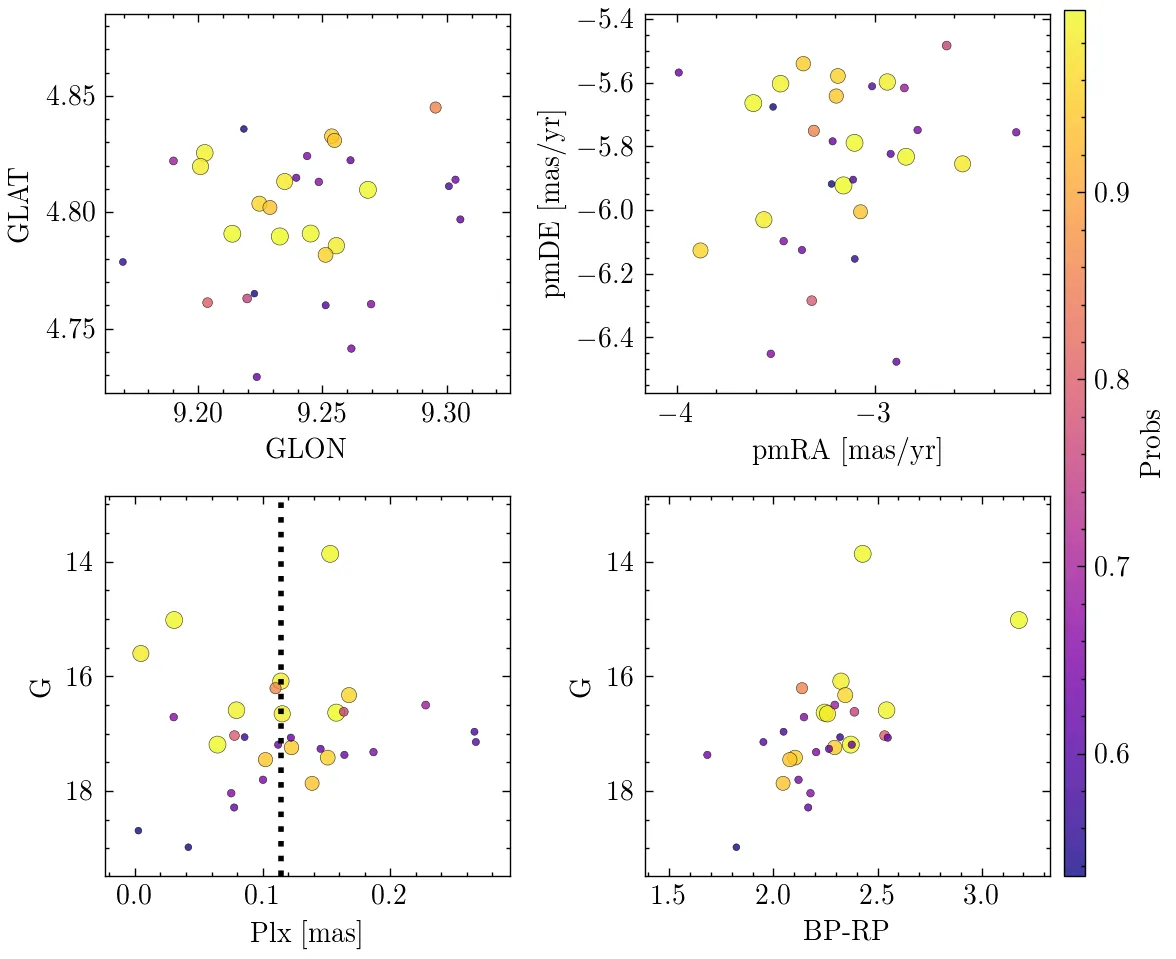 4.85
4.80
4.75
GLAT
9.20 9.25 9.30
GLON
−5.4
−5.6
−5.8
−6.0
−6.2
−6.4
pmDE [mas/yr]
−4 −3
pmRA [mas/yr]
0.9
0.8
0.7
0.6
Probs
14
16
18
G
0.0 0.1 0.2
Plx [mas]
14
16
18
G
1.5 2.0 2.5 3.0
BP-RP